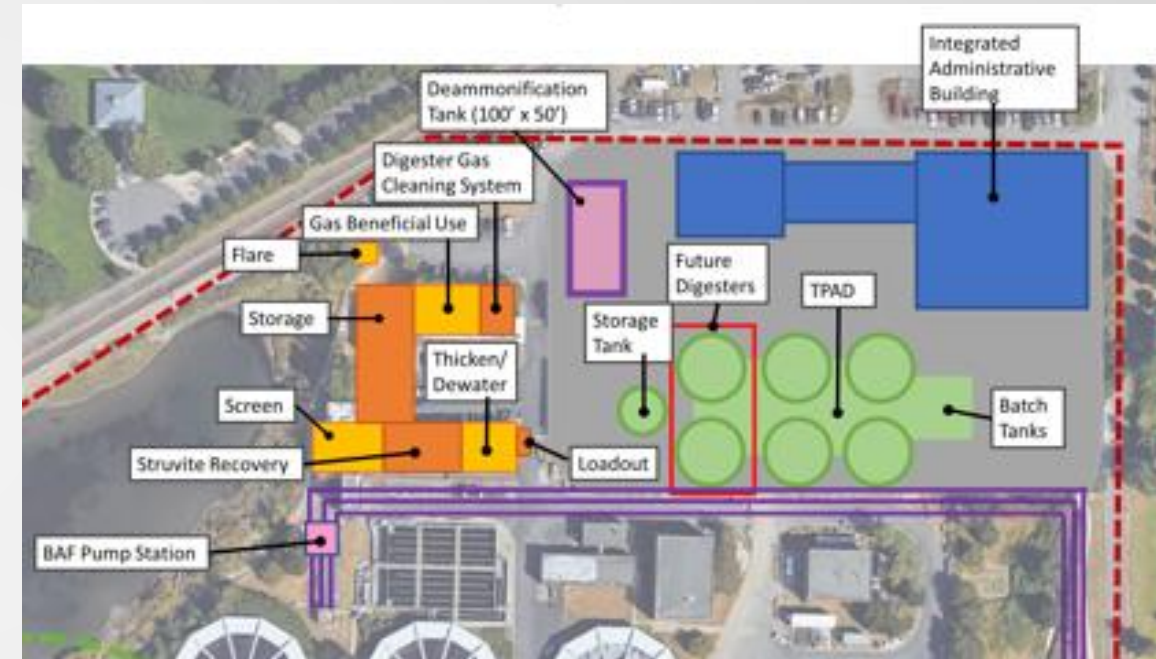 Integrated
Administrative
Building
Deammonification
Tank (100' x 50')
Digester Gas
Cleaning System
Gas Beneficial Use
Flare
Future
Digesters
TPAD
Storage
Storage
Tank
Thicken/
Dewater
Screen
Batch
Tanks
Struvite Recovery
Loadout
BAF Pump Station